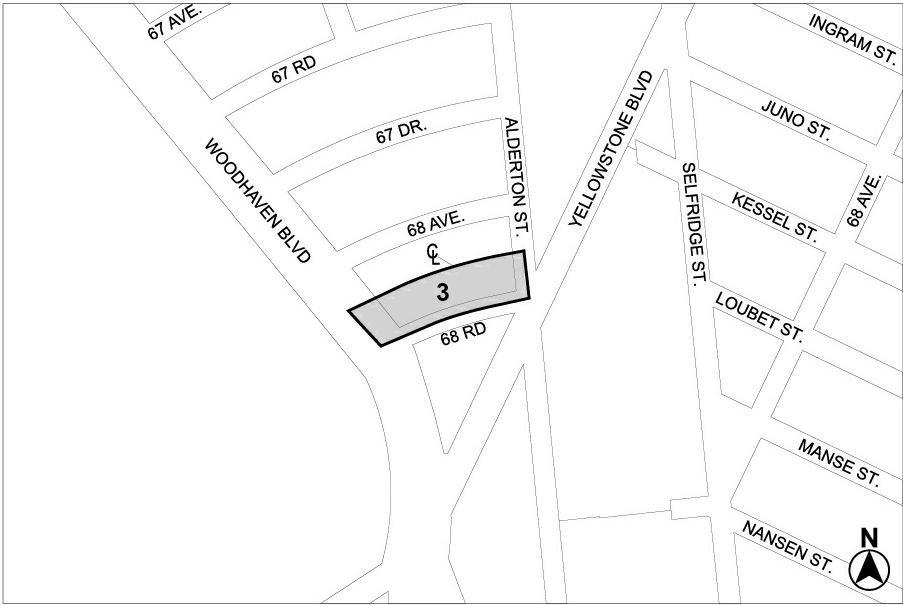 67 AVE.
INGRAM ST.
67 RD
JUNO ST.
67 DR.
ALDERTON ST.
YELLOWSTONE BLVD
WOODHAVEN BLVD
SELFRIDGE ST.
KESSEL ST.
68 AVE.
68 AVE.
℄
3
LOUBET ST.
68 RD
MANSE ST.
NANSEN ST.
N